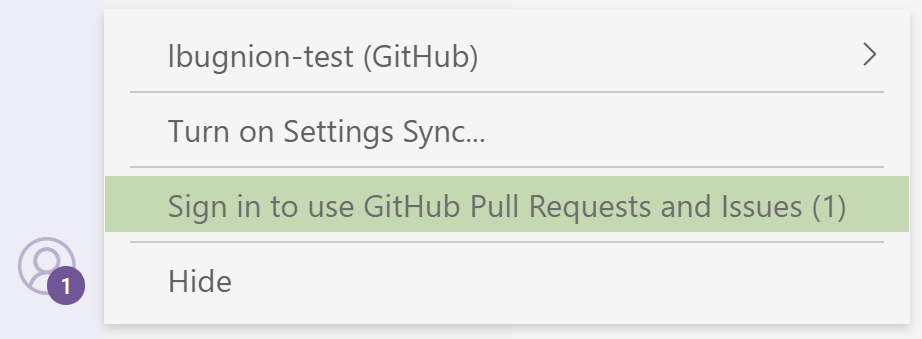 lbugnion-test (GitHub)
Turn on Settings Sync...
Sign in to use GitHub Pull Requests and Issues (1)
1
Hide